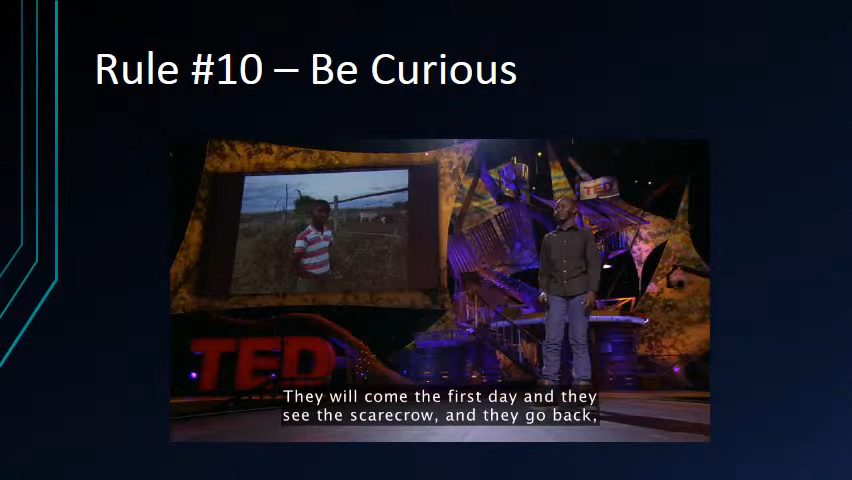 Rule #10 – Be Curious
TED
TED
They will come the first day and they
see the scarecrow, and they go back,